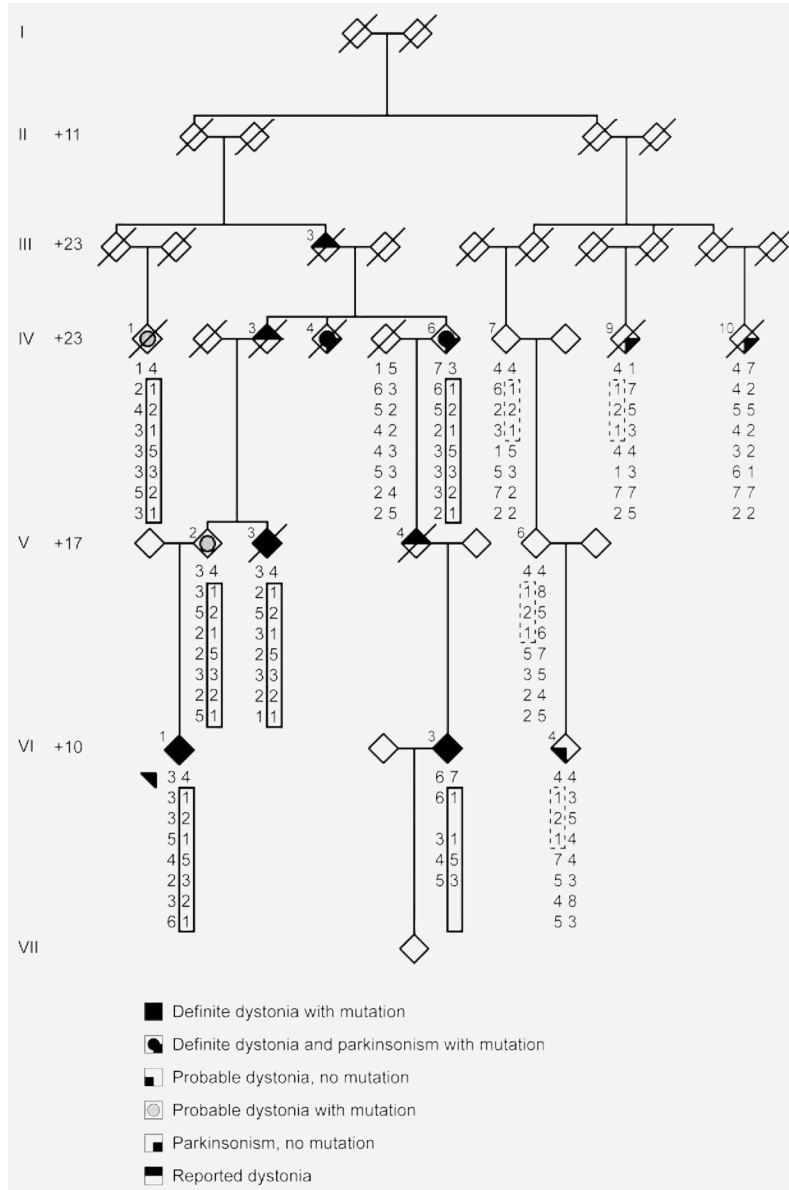 I
II +11
III +23 3
IV +23 1 3 4 6 7 9 10
1 4 1 5 7 3 4 4 4 1 4 7
2 1 6 3 6 1 6 1 1 7 4 2
4 2 5 2 5 2 2 2 2 5 5 5
3 1 4 2 2 1 3 1 1 3 4 2
3 5 4 3 3 5 1 5 4 4 3 2
3 3 5 3 3 3 5 3 1 3 6 1
5 2 2 4 3 2 7 2 7 7 7 7
3 1 2 5 2 1 2 2 2 5 2 2
V +17 2 3 4 6
3 4 3 4 4 4
3 1 2 1 1 8
5 2 5 2 2 5
2 1 3 1 1 6
2 5 2 5 5 7
3 3 3 3 3 5
2 2 2 2 2 4
5 1 1 1 2 5
VI +10 1 3 4
3 4 6 7 4 4
3 1 6 1 1 3
3 2 2 5
5 1 3 1 1 4
4 5 4 5 7 4
2 3 5 3 5 3
3 2 4 8
6 1 5 3
VII
Definite dystonia with mutation
Definite dystonia and parkinsonism with mutation
Probable dystonia, no mutation
Probable dystonia with mutation
Parkinsonism, no mutation
Reported dystonia